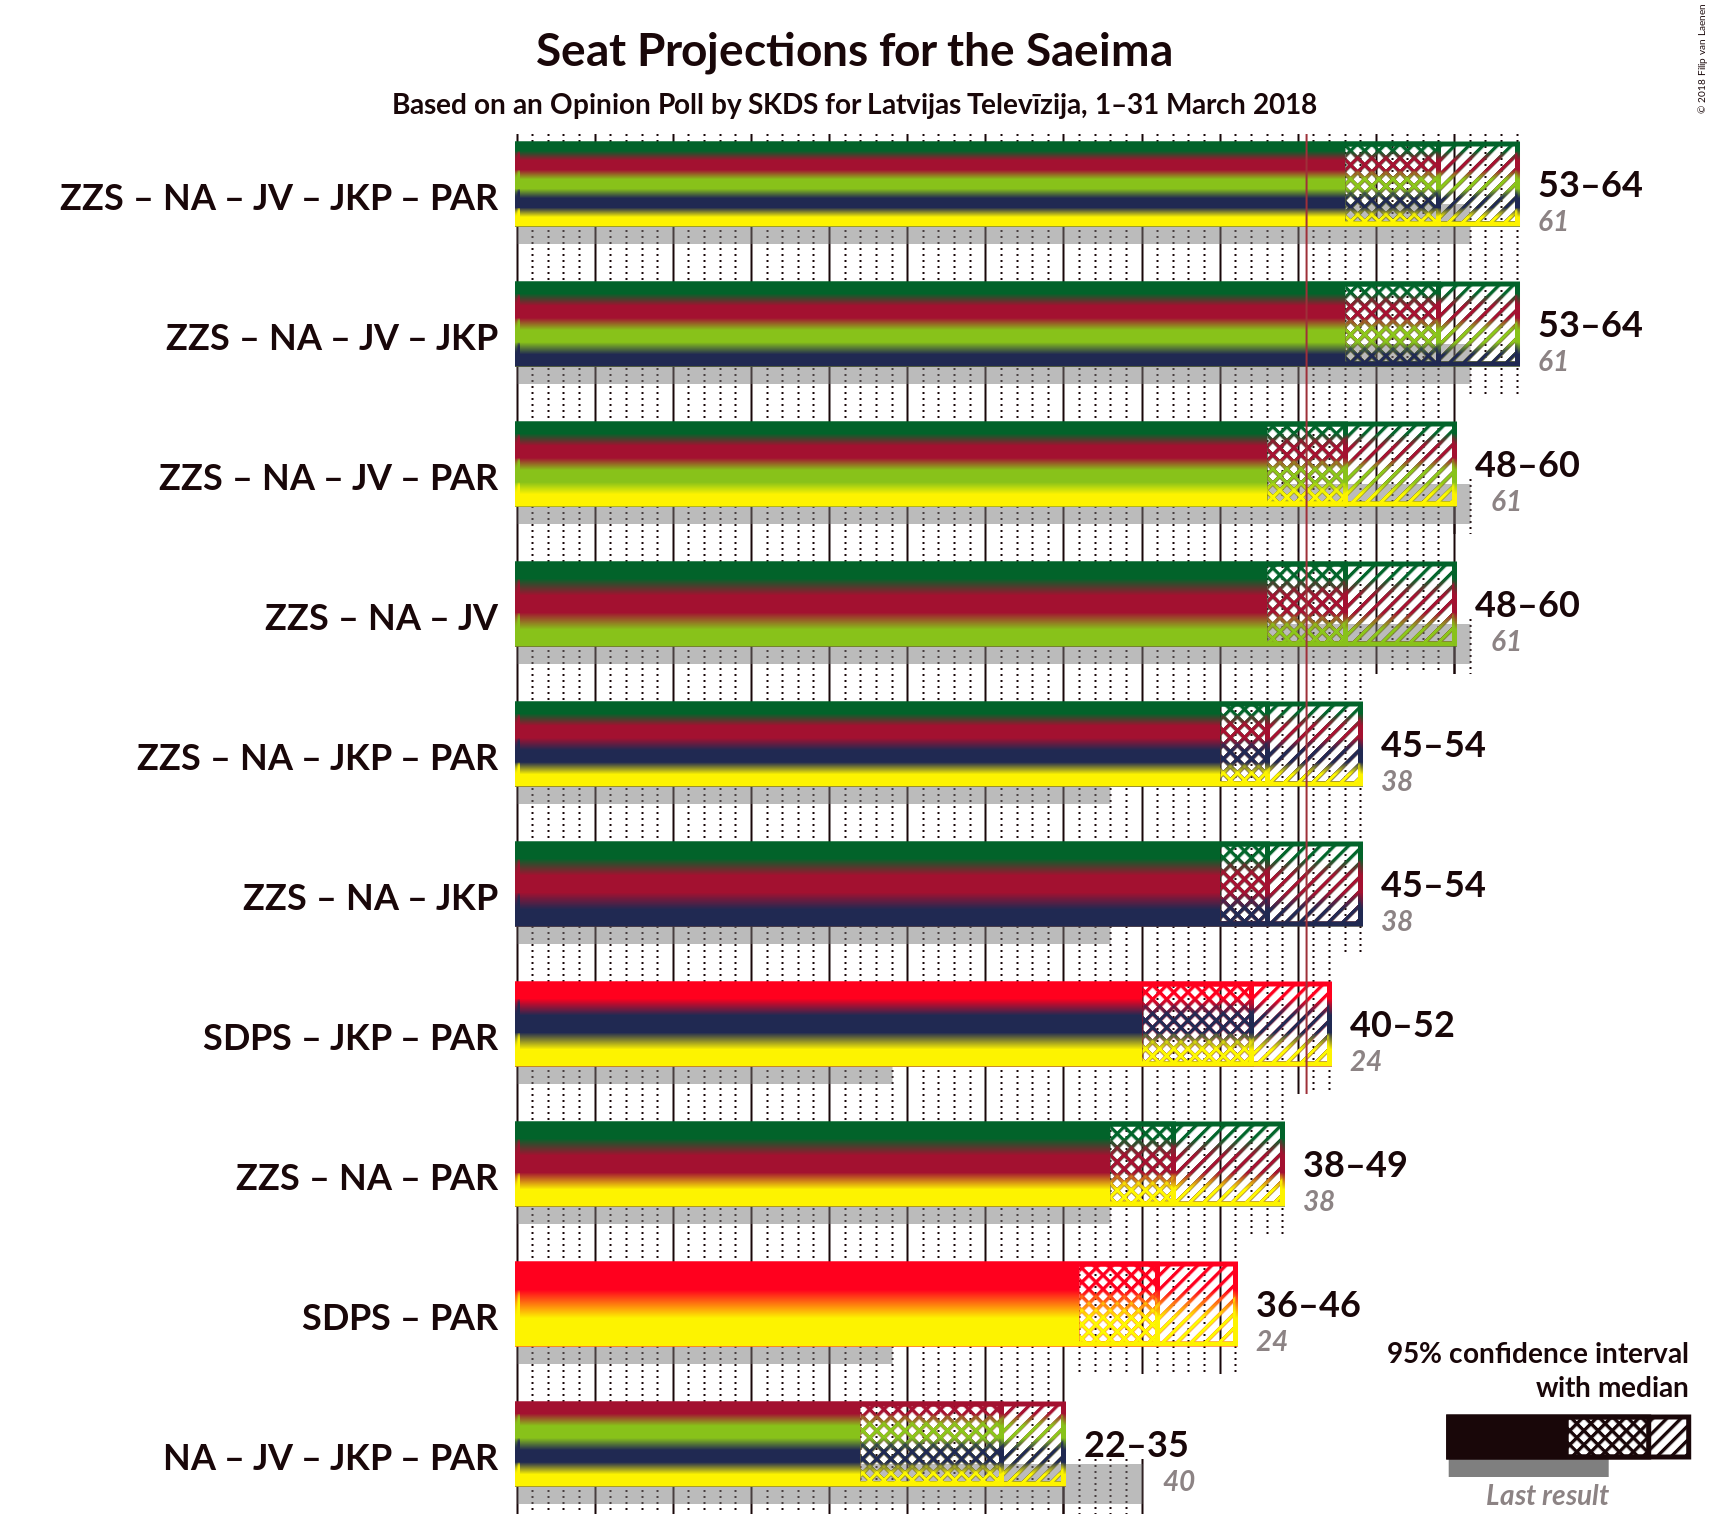 Seat Projections for the Saeima
Based on an Opinion Poll by SKDS for Latvijas Televīzija, 1–31 March 2018
© 2018 Filip van Laenen
ZZS – NA – JV – JKP – PAR
53–64
61
ZZS – NA – JV – JKP
53–64
61
ZZS – NA – JV – PAR
48–60
61
ZZS – NA – JV
48–60
61
ZZS – NA – JKP – PAR
45–54
38
ZZS – NA – JKP
45–54
38
SDPS – JKP – PAR
40–52
24
ZZS – NA – PAR
38–49
38
SDPS – PAR
36–46
24
NA – JV – JKP – PAR
22–35
40
95% confidence interval
with median
Last result